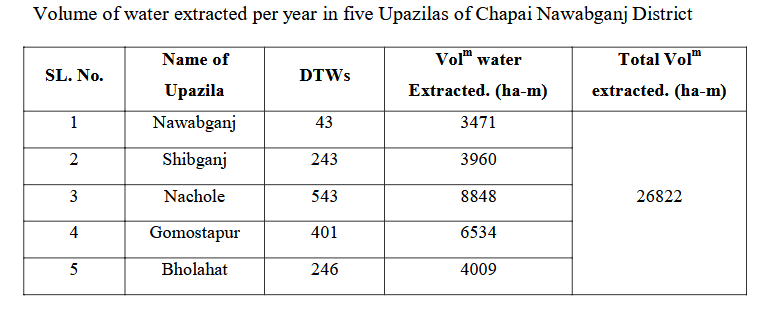 Volume of water extracted per year in five Upazilas of Chapai Nawabganj District
SL. No. Name of Upazila DTWs Volᵐ water Extracted. (ha-m) Total Volᵐ extracted. (ha-m)
1 Nawabganj 43 3471
2 Shibganj 243 3960
3 Nachole 543 8848 26822
4 Gomostapur 401 6534
5 Bholahat 246 4009